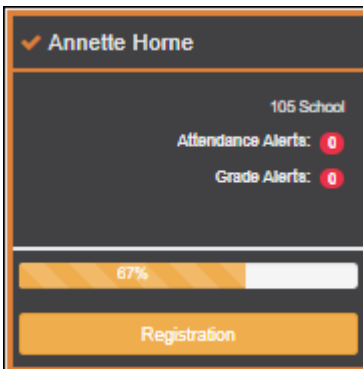 Annette Horne
105 School
Attendance Alerts: 0
Grade Alerts: 0
67%
Registration